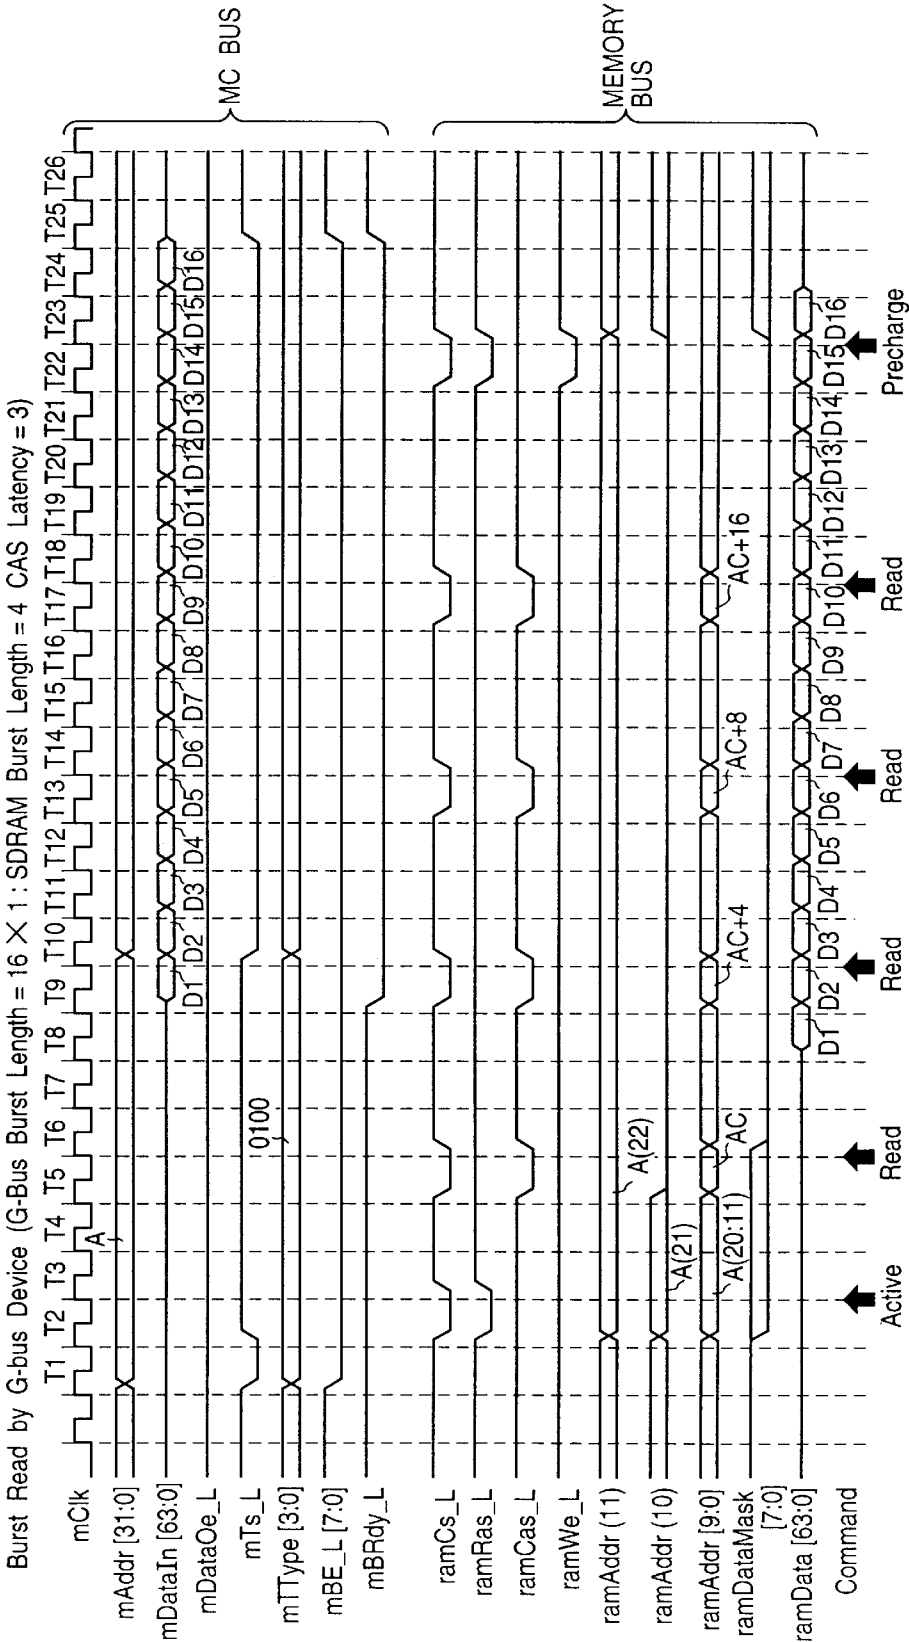 Burst Read by G-bus Device (G-Bus Burst Length = 16 × 1 : SDRAM Burst Length = 4 CAS Latency = 3)
T1 T2 T3 T4 T5 T6 T7 T8 T9 T10 T11 T12 T13 T14 T15 T16 T17 T18 T19 T20 T21 T22 T23 T24 T25 T26
mClk
A
mAddr [31:0]
mDataIn [63:0]
D1 D2 D3 D4 D5 D6 D7 D8 D9 D10 D11 D12 D13 D14 D15 D16
mDataOe_L
mTs_L
0100
mTType [3:0]
mBE_L [7:0]
mBRdy_L
MC BUS
ramCs_L
ramRas_L
ramCas_L
ramWe_L
ramAddr (11)
A(22)
ramAddr (10)
A(21)
ramAddr [9:0]
A(20:11) AC AC+4 AC+8 AC+16
ramDataMask
[7:0]
ramData [63:0]
D1 D2 D3 D4 D5 D6 D7 D8 D9 D10 D11 D12 D13 D14 D15 D16
MEMORY
BUS
Command
Active Read Read Read Read Precharge